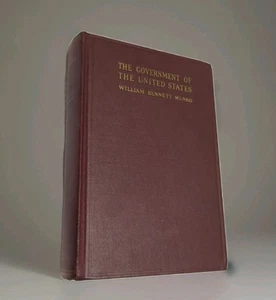 THE GOVERNMENT OF
THE UNITED STATES
WILLIAM BENNETT MUNRO